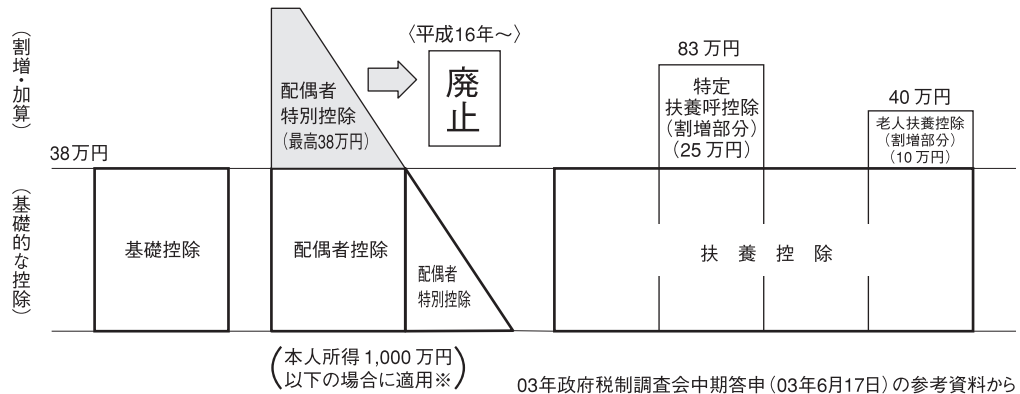 (割増・加算)
38万円
(基礎的な控除)
配偶者
特別控除
(最高38万円)
〈平成16年〜〉
廃止
83万円
特定
扶養呼控除
(割増部分)
(25万円)
40万円
老人扶養控除
(割増部分)
(10万円)
基礎控除
配偶者控除
配偶者
特別控除
扶養控除
(本人所得1,000万円
以下の場合に適用※)
03年政府税制調査会中期答申(03年6月17日)の参考資料から